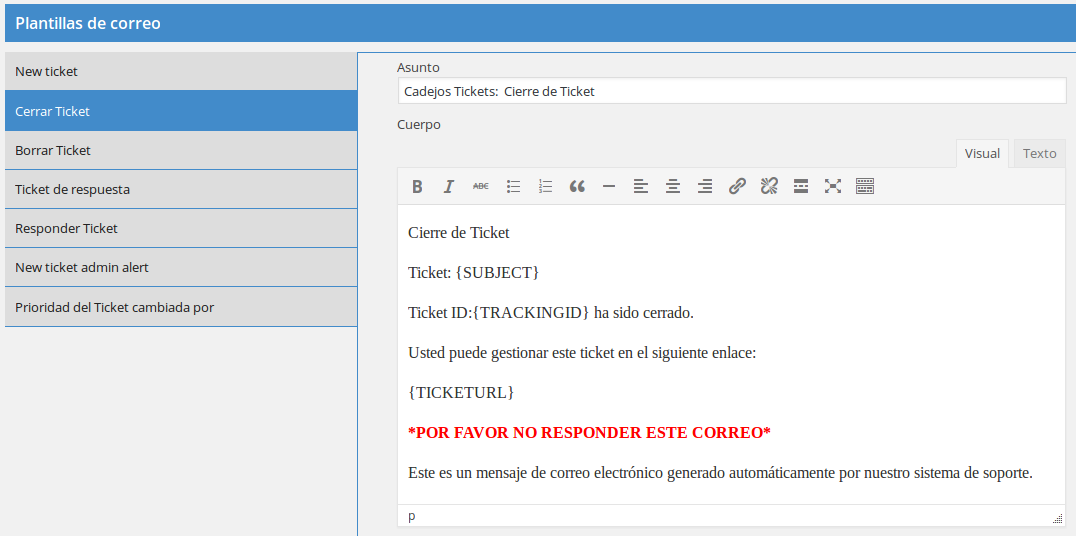 Plantillas de correo
New ticket
Cerrar Ticket
Borrar Ticket
Ticket de respuesta
Responder Ticket
New ticket admin alert
Prioridad del Ticket cambiada por
Asunto
Cadejos Tickets: Cierre de Ticket
Cuerpo
Visual Texto
B I ABC
Cierre de Ticket
Ticket: {SUBJECT}
Ticket ID:{TRACKINGID} ha sido cerrado.
Usted puede gestionar este ticket en el siguiente enlace:
{TICKETURL}
*POR FAVOR NO RESPONDER ESTE CORREO*
Este es un mensaje de correo electrónico generado automáticamente por nuestro sistema de soporte.
p